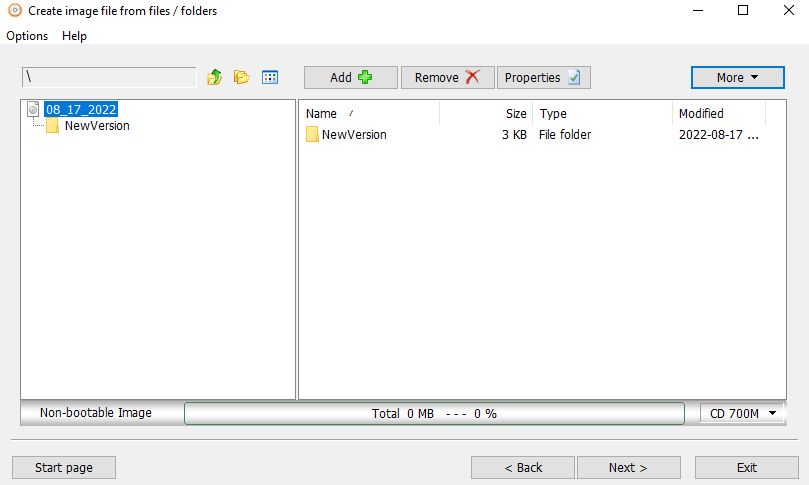 Create image file from files / folders
Options Help
\ Add Remove Properties More
08_17_2022
NewVersion
Name / Size Type Modified
NewVersion 3 KB File folder 2022-08-17 ...
Non-bootable Image Total 0 MB --- 0 % CD 700M
Start page < Back Next > Exit